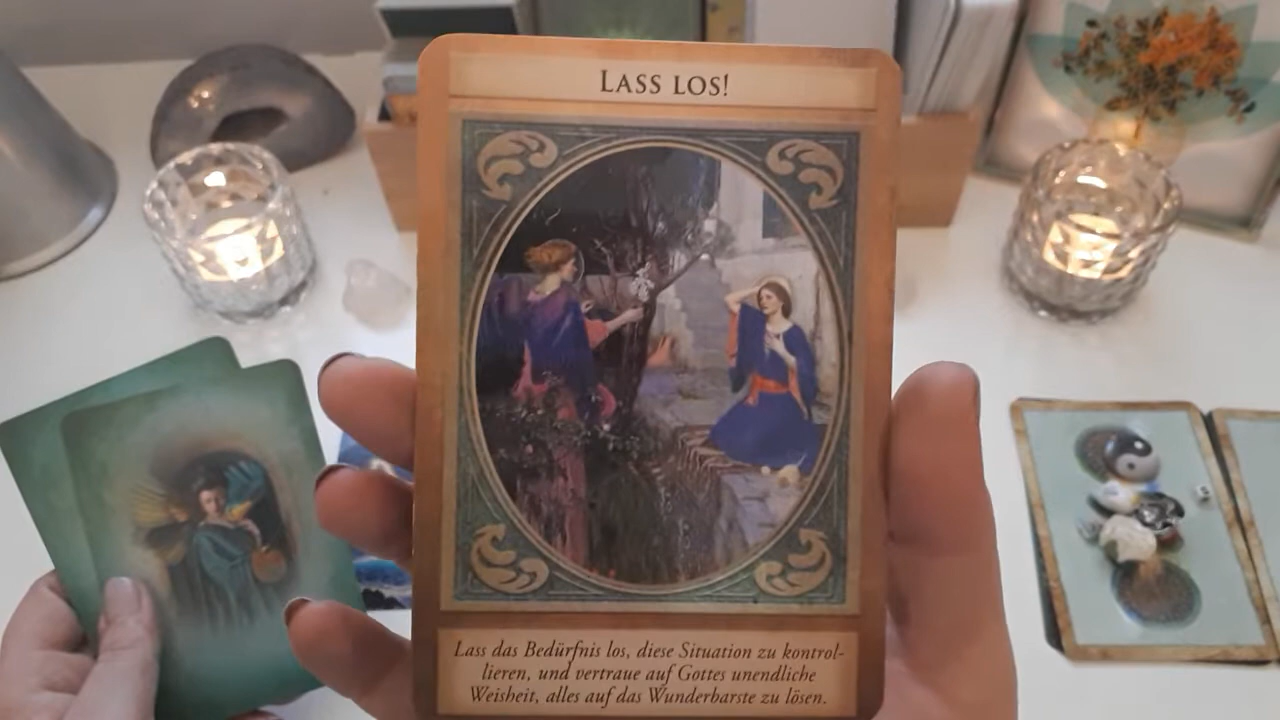 LASS LOS!
Lass das Bedürfnis los, diese Situation zu kontrol-
lieren, und vertraue auf Gottes unendliche
Weisheit, alles auf das Wunderbarste zu lösen.